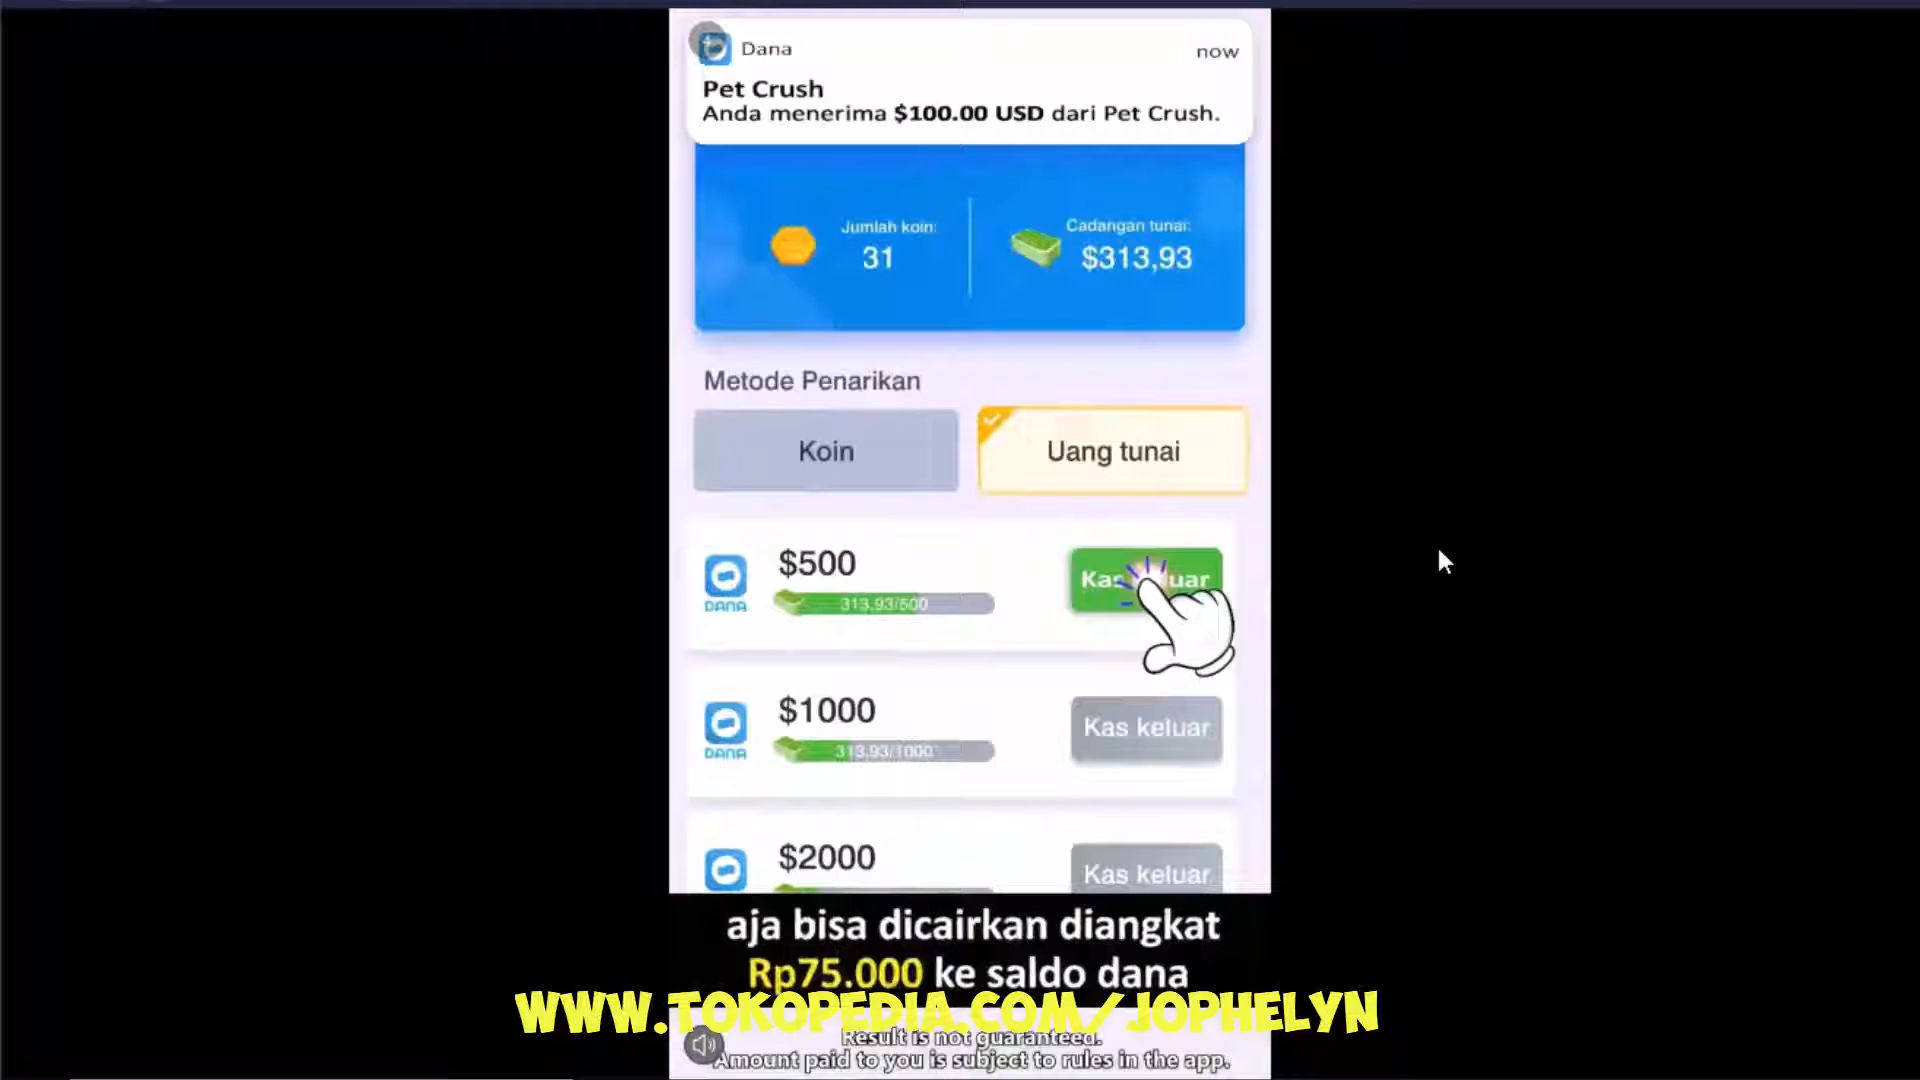 Dana
now
Pet Crush
Anda menerima $100.00 USD dari Pet Crush.
Jumlah koin:
31
Cadangan tunai:
$313,93
Metode Penarikan
Koin
Uang tunai
$500
DANA
313,93/500
$1000
DANA
313,93/1000
Kas keluar
$2000
Kas keluar
aja bisa dicairkan diangkat
Rp75.000 ke saldo dana
WWW.TOKOPEDIA.COM/JOPHELYN
Result is not guaranteed.
Amount paid to you is subject to rules in the app.